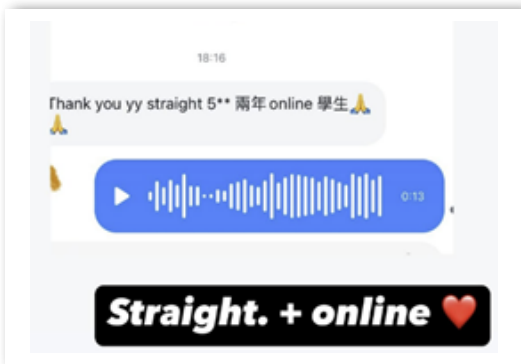 18:16
Thank you yy straight 5** 兩年 online 學生🙏
🙏
0:13
Straight. + online ❤️